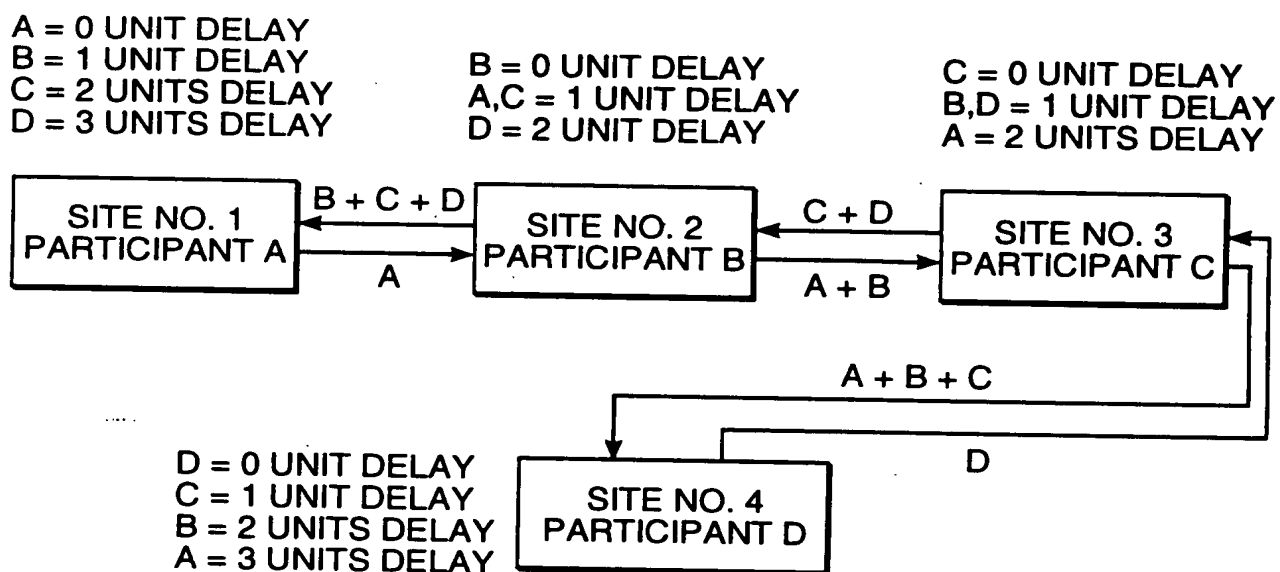 A = 0 UNIT DELAY
B = 1 UNIT DELAY
C = 2 UNITS DELAY
D = 3 UNITS DELAY
B = 0 UNIT DELAY
A,C = 1 UNIT DELAY
D = 2 UNIT DELAY
C = 0 UNIT DELAY
B,D = 1 UNIT DELAY
A = 2 UNITS DELAY
SITE NO. 1
PARTICIPANT A
B + C + D
A
SITE NO. 2
PARTICIPANT B
C + D
A + B
SITE NO. 3
PARTICIPANT C
A + B + C
D
D = 0 UNIT DELAY
C = 1 UNIT DELAY
B = 2 UNITS DELAY
A = 3 UNITS DELAY
SITE NO. 4
PARTICIPANT D